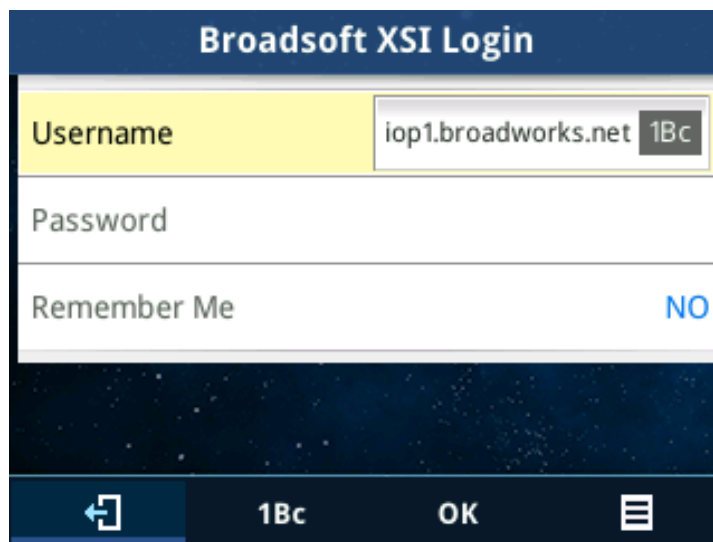 Broadsoft XSI Login
Username iop1.broadworks.net 1Bc
Password
Remember Me NO
1Bc OK